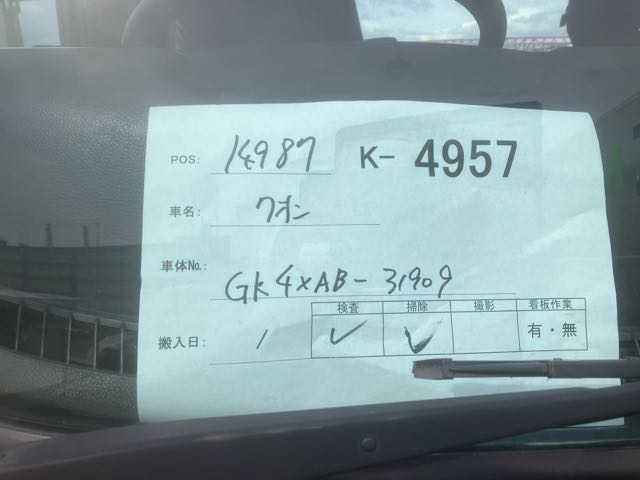 POS: 14987 K- 4957
車名: クオン
車体No.: GK4XAB-31909
検査 掃除 撮影 看板作業
搬入日: / ✓ ✓ 有・無